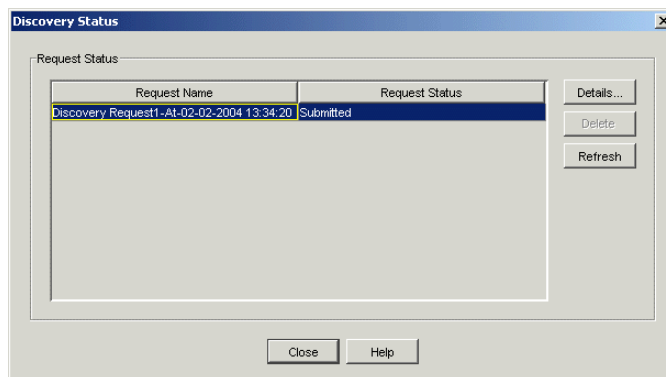 Discovery Status
Request Status
Request Name Request Status
Discovery Request1-At-02-02-2004 13:34:20 Submitted
Details...
Delete
Refresh
Close Help